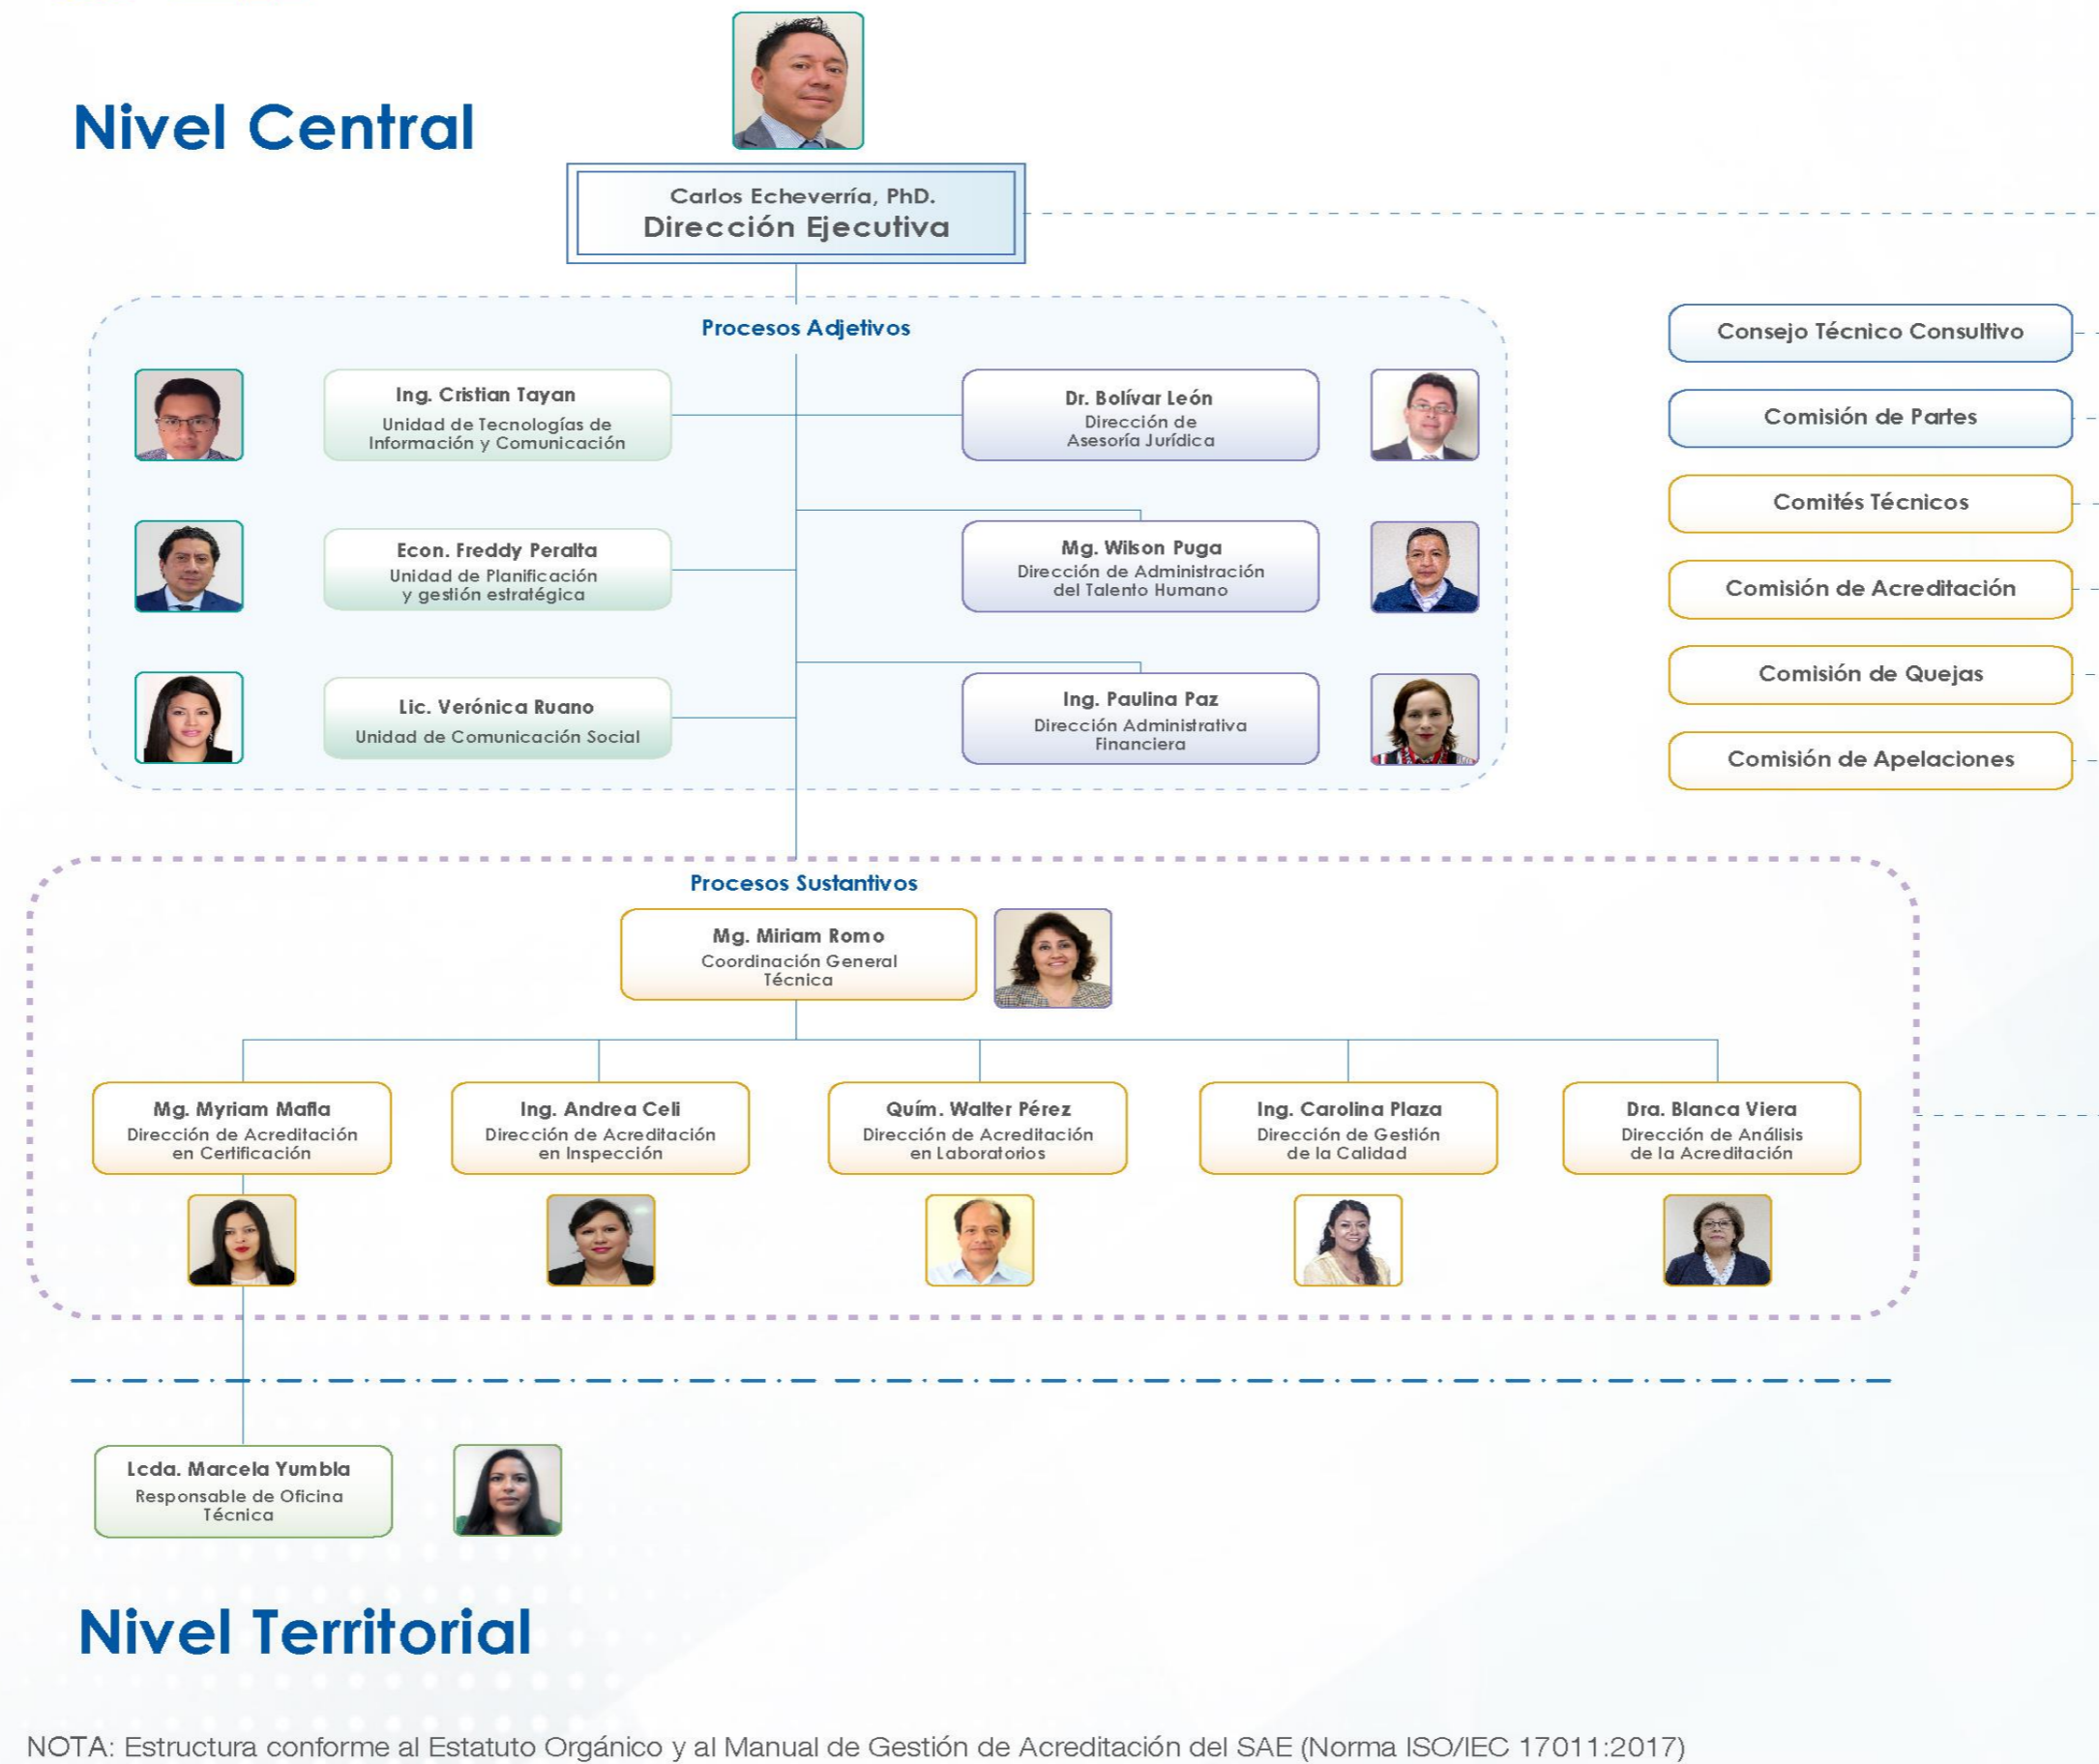 Nivel Central
Carlos Echeverría, PhD.
Dirección Ejecutiva
Procesos Adjetivos
Ing. Cristian Tayan
Unidad de Tecnologías de
Información y Comunicación
Dr. Bolívar León
Dirección de
Asesoría Jurídica
Econ. Freddy Peralta
Unidad de Planificación
y gestión estratégica
Mg. Wilson Puga
Dirección de Administración
del Talento Humano
Lic. Verónica Ruano
Unidad de Comunicación Social
Ing. Paulina Paz
Dirección Administrativa
Financiera
Consejo Técnico Consultivo
Comisión de Partes
Comités Técnicos
Comisión de Acreditación
Comisión de Quejas
Comisión de Apelaciones
Procesos Sustantivos
Mg. Miriam Romo
Coordinación General
Técnica
Mg. Myriam Mafla
Dirección de Acreditación
en Certificación
Ing. Andrea Celi
Dirección de Acreditación
en Inspección
Quím. Walter Pérez
Dirección de Acreditación
en Laboratorios
Ing. Carolina Plaza
Dirección de Gestión
de la Calidad
Dra. Blanca Viera
Dirección de Análisis
de la Acreditación
Lcda. Marcela Yumbla
Responsable de Oficina
Técnica
Nivel Territorial
NOTA: Estructura conforme al Estatuto Orgánico y al Manual de Gestión de Acreditación del SAE (Norma ISO/IEC 17011:2017)